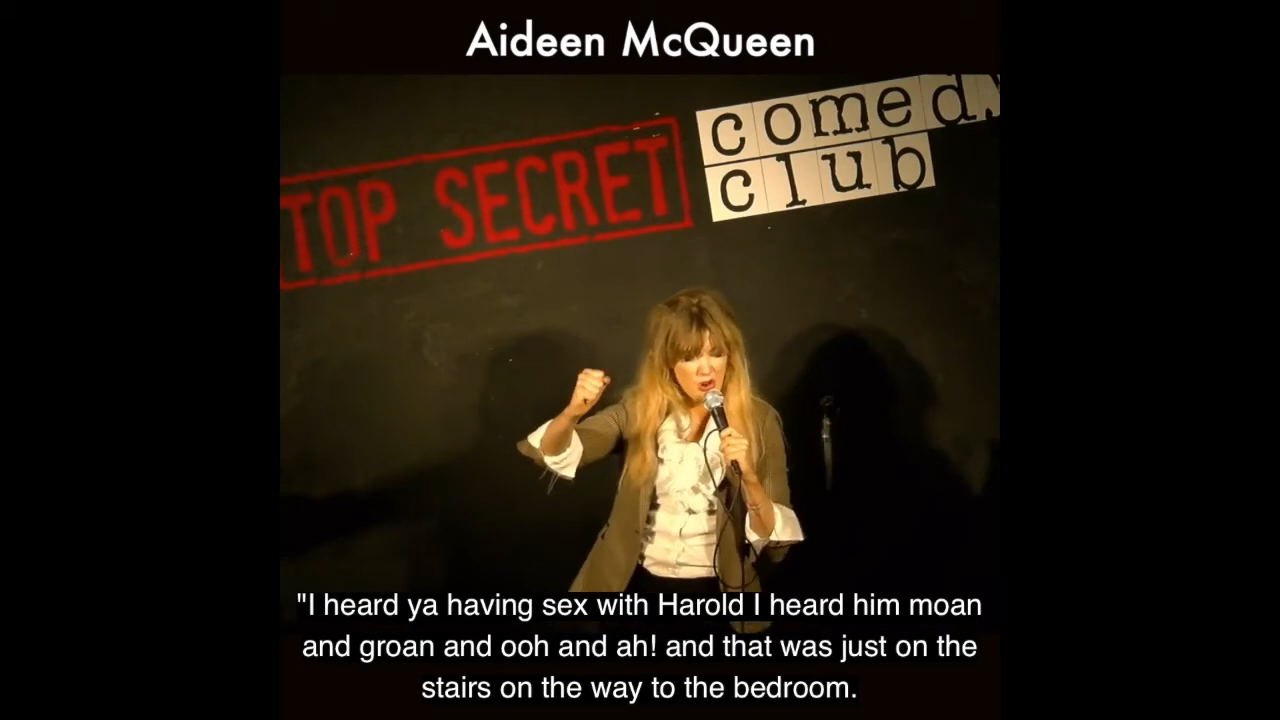 Aideen McQueen
TOP SECRET
comedy
club
"I heard ya having sex with Harold I heard him moan
and groan and ooh and ah! and that was just on the
stairs on the way to the bedroom.